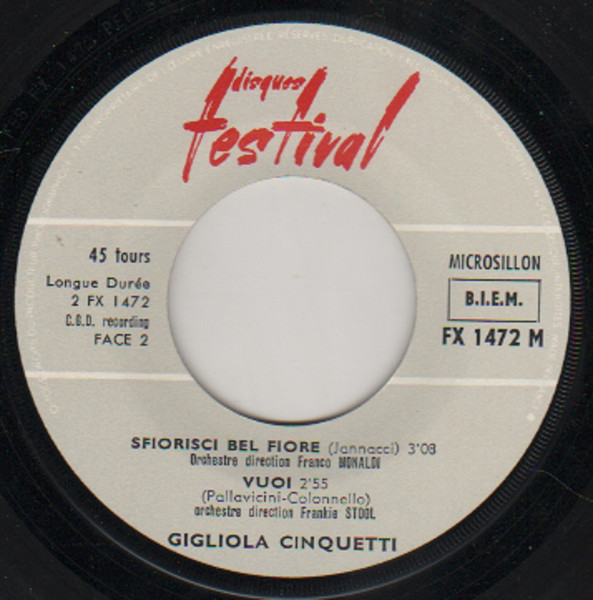 disques
festival
45 tours
Longue Durée
2 FX 1472
C.G.D. recording
FACE 2
MICROSILLON
B.I.E.M.
FX 1472 M
SFIORISCI BEL FIORE (Jannacci) 3'08
Orchestre direction Franco MONALDI
VUOI 2'55
(Pallavicini-Colonnello)
orchestre direction Frankie STOOL
GIGLIOLA CINQUETTI